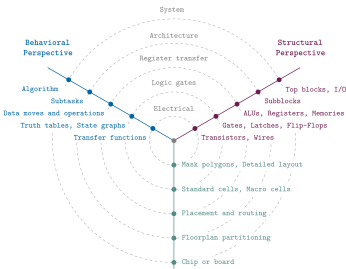 System
Architecture
Register transfer
Logic gates
Electrical
Behavioral
Perspective
Algorithm
Subtasks
Data moves and operations
Truth tables, State graphs
Transfer functions
Structural
Perspective
Top blocks, I/O
Subblocks
ALUs, Registers, Memories
Gates, Latches, Flip-Flops
Transistors, Wires
Mask polygons, Detailed layout
Standard cells, Macro cells
Placement and routing
Floorplan partitioning
Chip or board